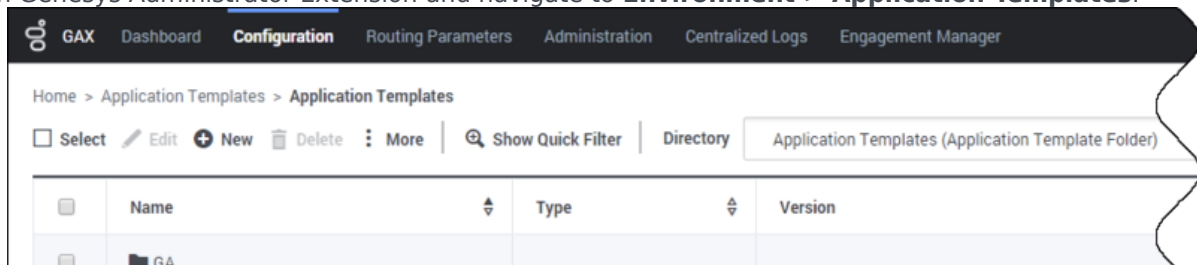 Genesys Administrator Extension and navigate to Environment > Application Templates.
GAX Dashboard Configuration Routing Parameters Administration Centralized Logs Engagement Manager
Home > Application Templates > Application Templates
Select Edit New Delete More Show Quick Filter Directory Application Templates (Application Template Folder)
Name Type Version
GA